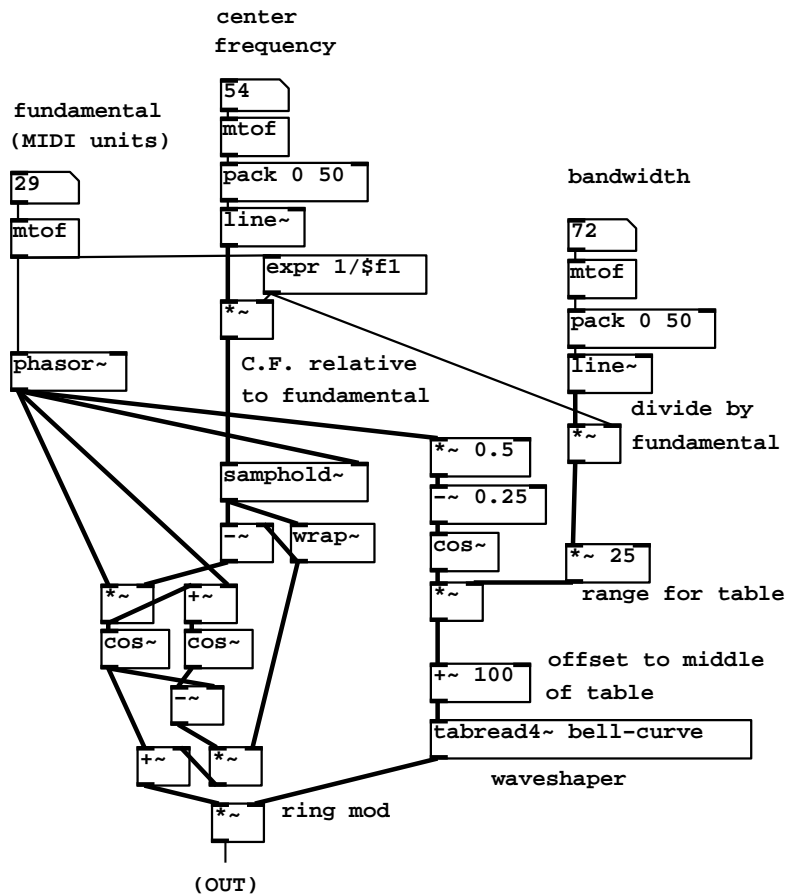 center
frequency
54
mtof
pack 0 50
line~
fundamental
(MIDI units)
29
mtof
expr 1/$f1
*~
bandwidth
72
mtof
pack 0 50
line~
phasor~
C.F. relative
to fundamental
divide by
fundamental
*~
samphold~
*~ 0.5
-~ 0.25
-~
wrap~
cos~
*~ 25
range for table
*~
+~
*~
cos~
cos~
-~
+~ 100
offset to middle
of table
tabread4~ bell-curve
waveshaper
+~
*~
*~
ring mod
(OUT)